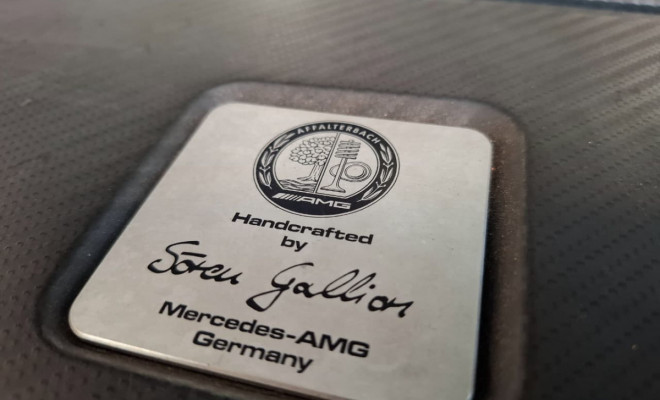 AFFALTERBACH
AMG
Handcrafted
by
Sören Gallion
Mercedes-AMG
Germany